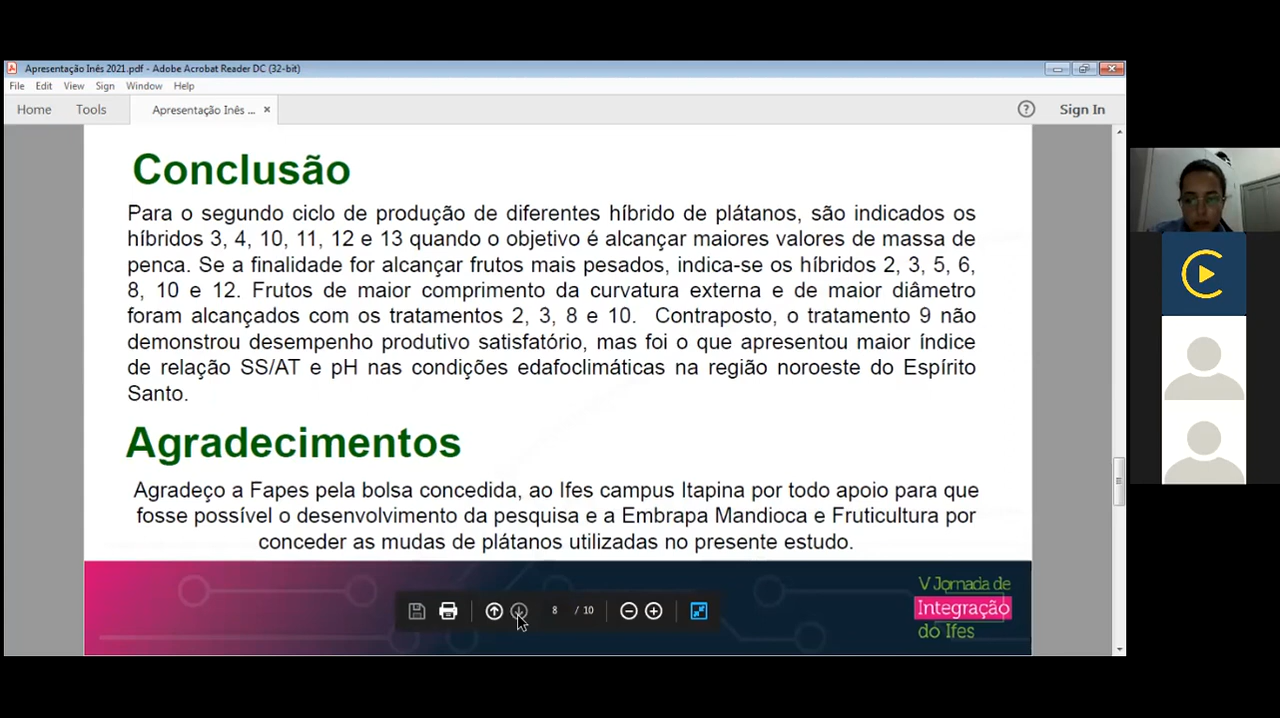 Apresentação Inês 2021.pdf - Adobe Acrobat Reader DC (32-bit)
File Edit View Sign Window Help
Home Tools Apresentação Inês ... × Sign In
Conclusão
Para o segundo ciclo de produção de diferentes híbrido de plátanos, são indicados os
híbridos 3, 4, 10, 11, 12 e 13 quando o objetivo é alcançar maiores valores de massa de
penca. Se a finalidade for alcançar frutos mais pesados, indica-se os híbridos 2, 3, 5, 6,
8, 10 e 12. Frutos de maior comprimento da curvatura externa e de maior diâmetro
foram alcançados com os tratamentos 2, 3, 8 e 10. Contraposto, o tratamento 9 não
demonstrou desempenho produtivo satisfatório, mas foi o que apresentou maior índice
de relação SS/AT e pH nas condições edafoclimáticas na região noroeste do Espírito
Santo.
Agradecimentos
Agradeço a Fapes pela bolsa concedida, ao Ifes campus Itapina por todo apoio para que
fosse possível o desenvolvimento da pesquisa e a Embrapa Mandioca e Fruticultura por
conceder as mudas de plátanos utilizadas no presente estudo.
8 / 10
V Jornada de
Integração
do Ifes